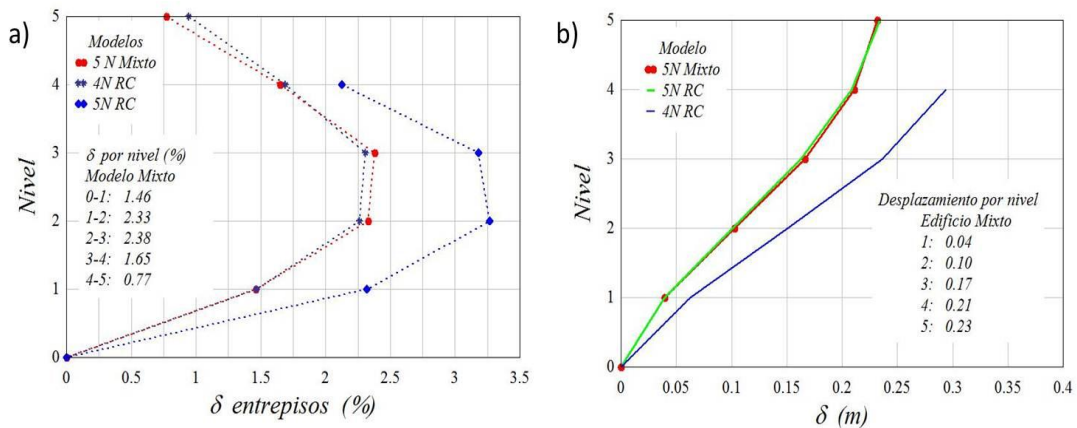 a)
5
4
3
2
1
0
Nivel
Modelos
5 N Mixto
4N RC
5N RC
δ por nivel (%)
Modelo Mixto
0-1: 1.46
1-2: 2.33
2-3: 2.38
3-4: 1.65
4-5: 0.77
0 0.5 1 1.5 2 2.5 3 3.5
δ entrepisos (%)
b)
5
4
3
2
1
0
Nivel
Modelo
5N Mixto
5N RC
4N RC
Desplazamiento por nivel
Edificio Mixto
1: 0.04
2: 0.10
3: 0.17
4: 0.21
5: 0.23
0 0.05 0.1 0.15 0.2 0.25 0.3 0.35 0.4
δ (m)